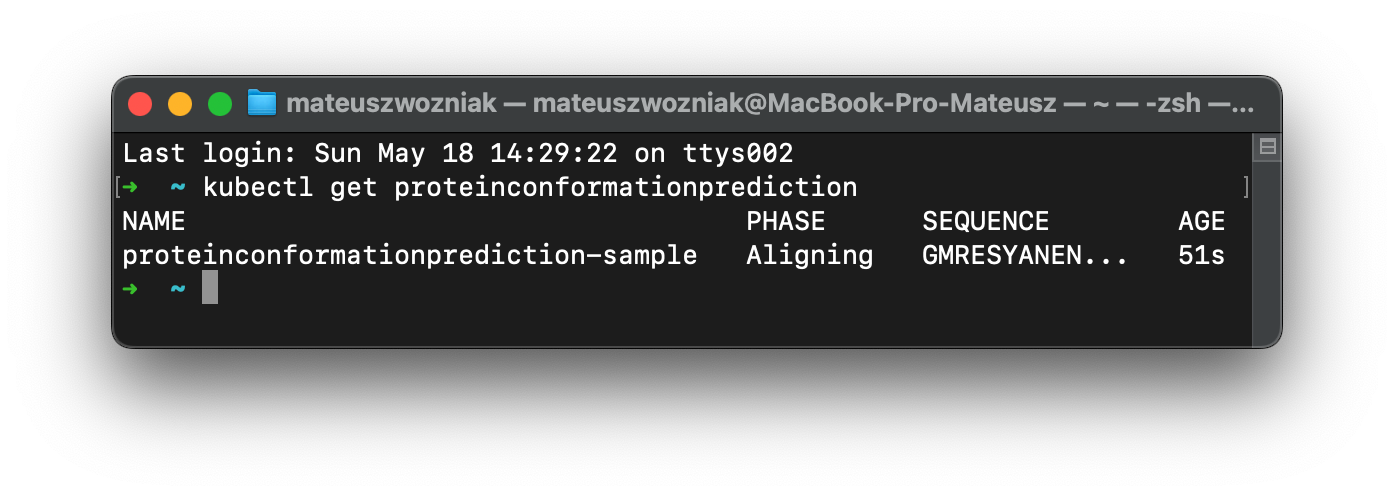 mateuszwozniak — mateuszwozniak@MacBook-Pro-Mateusz — ~ — -zsh —...
Last login: Sun May 18 14:29:22 on ttys002
[➜  ~ kubectl get proteinconformationprediction ]
NAME PHASE SEQUENCE AGE
proteinconformationprediction-sample Aligning GMRESYANEN... 51s
➜  ~